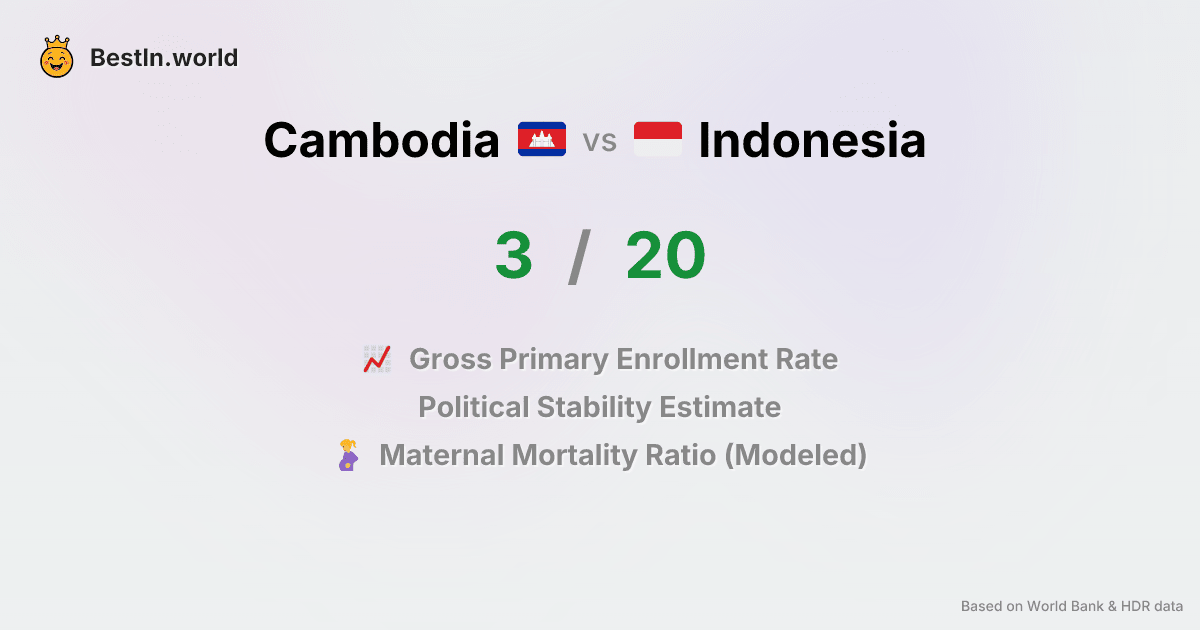 BestIn.world
Cambodia vs Indonesia
3 / 20
Gross Primary Enrollment Rate
Political Stability Estimate
Maternal Mortality Ratio (Modeled)
Based on World Bank & HDR data